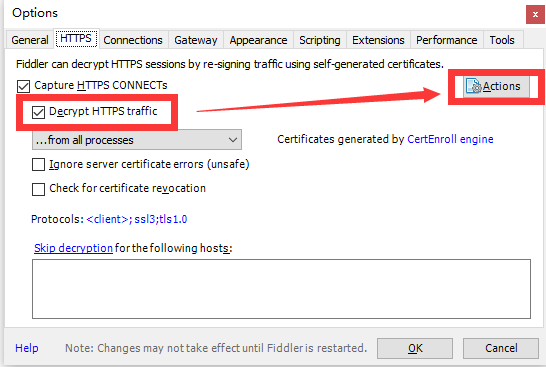 Options
x
General HTTPS Connections Gateway Appearance Scripting Extensions Performance Tools
Fiddler can decrypt HTTPS sessions by re-signing traffic using self-generated certificates.
Capture HTTPS CONNECTs
Actions
Decrypt HTTPS traffic
...from all processes
Certificates generated by CertEnroll engine
Ignore server certificate errors (unsafe)
Check for certificate revocation
Protocols: <client>; ssl3;tls1.0
Skip decryption for the following hosts:
Help Note: Changes may not take effect until Fiddler is restarted. OK Cancel